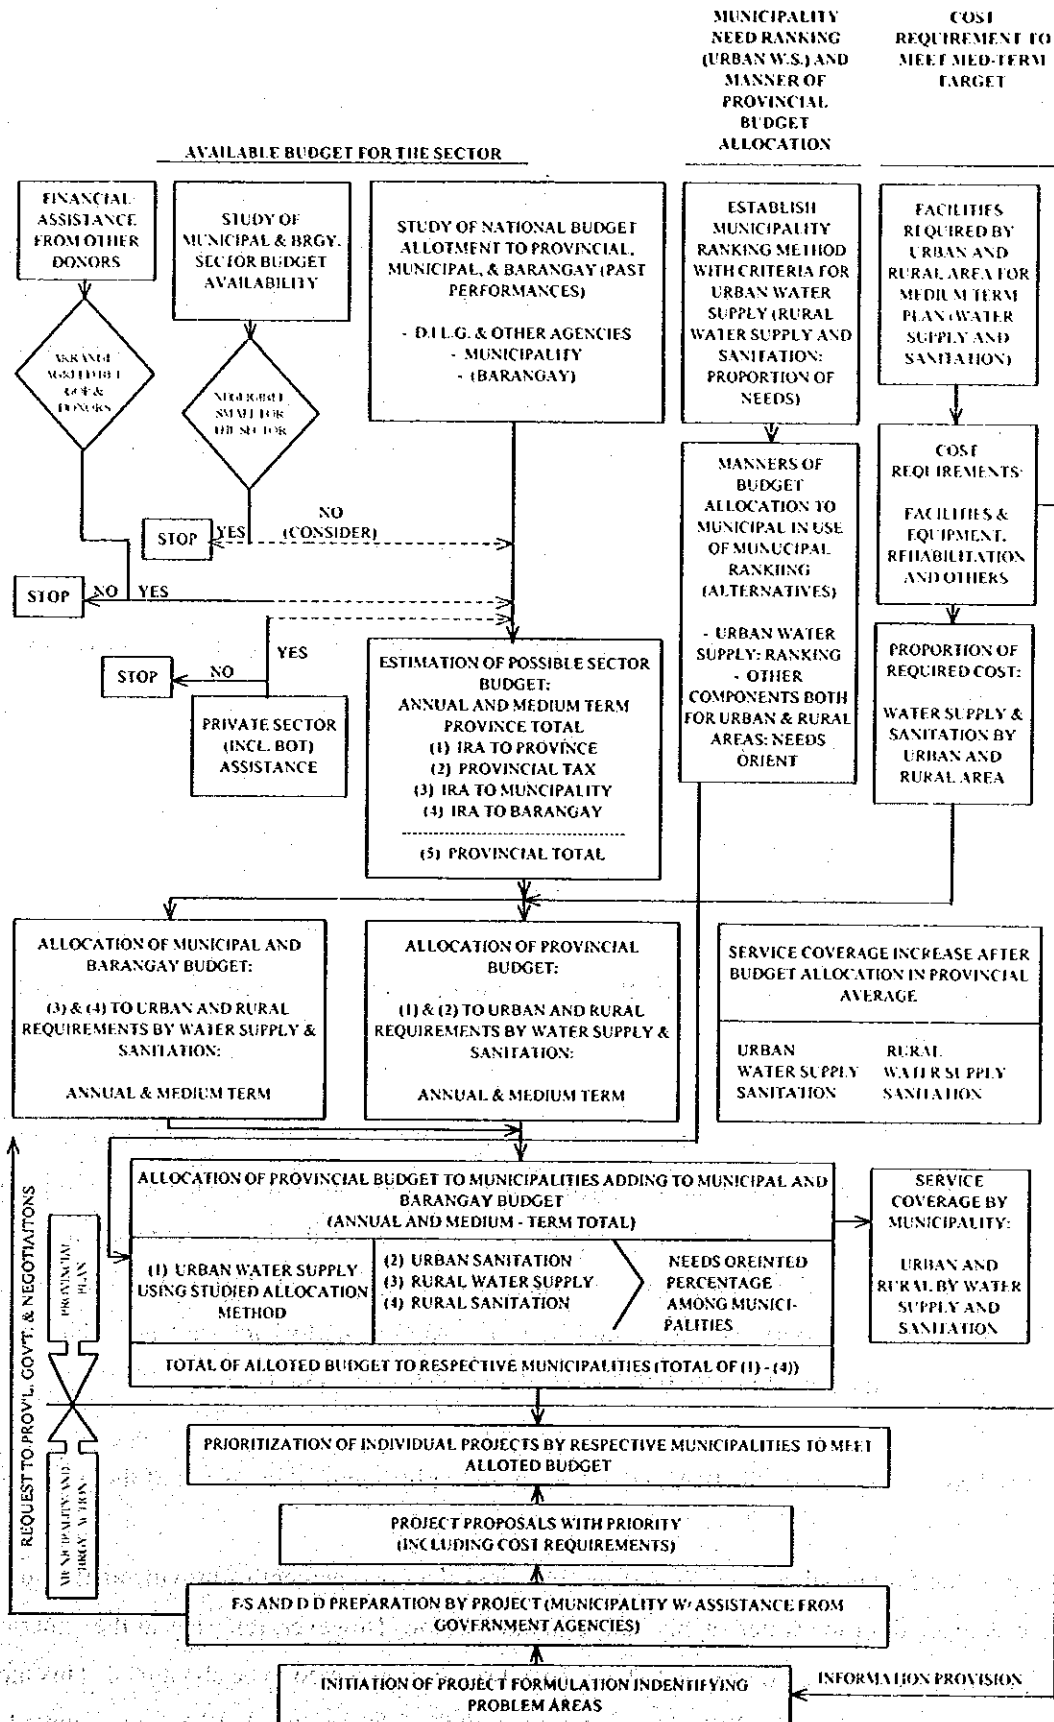 MUNICIPALITY
NEED RANKING
(URBAN W.S.) AND
MANNER OF
PROVINCIAL
BUDGET
ALLOCATION
COST
REQUIREMENT TO
MEET MED-TERM
TARGET
AVAILABLE BUDGET FOR THE SECTOR
FINANCIAL
ASSISTANCE
FROM OTHER
DONORS
STUDY OF
MUNICIPAL & BRGY.
SECTOR BUDGET
AVAILABILITY
STUDY OF NATIONAL BUDGET
ALLOTMENT TO PROVINCIAL,
MUNICIPAL, & BARANGAY (PAST
PERFORMANCES)
- D.I L.G. & OTHER AGENCIES
- MUNICIPALITY
- (BARANGAY)
ESTABLISH
MUNICIPALITY
RANKING METHOD
WITH CRITERIA FOR
URBAN WATER
SUPPLY (RURAL
WATER SUPPLY AND
SANITATION:
PROPORTION OF
NEEDS)
FACILITIES
REQUIRED BY
URBAN AND
RURAL AREA FOR
MEDIUM TERM
PLAN (WATER
SUPPLY AND
SANITATION)
ARRANGE
AGREED BET
GOP &
DONORS
NEGLIGIBLE
SMALL FOR
THE SECTOR
MANNERS OF
BUDGET
ALLOCATION TO
MUNICIPAL IN USE
OF MUNUCIPAL
RANKIING
(ALTERNATIVES)
- URBAN WATER
SUPPLY: RANKING
- OTHER
COMPONENTS BOTH
FOR URBAN & RURAL
AREAS: NEEDS
ORIENT
COST
REQUIREMENTS:
FACILITIES &
EQUIPMENT,
REHABILITATION
AND OTHERS
STOP
YES
NO
(CONSIDER)
STOP
NO
YES
YES
STOP
NO
PRIVATE SECTOR
(INCL. BOT)
ASSISTANCE
ESTIMATION OF POSSIBLE SECTOR
BUDGET:
ANNUAL AND MEDIUM TERM
PROVINCE TOTAL
(1) IRA TO PROVINCE
(2) PROVINCIAL TAX
(3) IRA TO MUNCIPALITY
(4) IRA TO BARANGAY
(5) PROVINCIAL TOTAL
PROPORTION OF
REQUIRED COST:
WATER SUPPLY &
SANITATION BY
URBAN AND
RURAL AREA
ALLOCATION OF MUNICIPAL AND
BARANGAY BUDGET:
(3) & (4) TO URBAN AND RURAL
REQUIREMENTS BY WATER SUPPLY &
SANITATION:
ANNUAL & MEDIUM TERM
ALLOCATION OF PROVINCIAL
BUDGET:
(1) & (2) TO URBAN AND RURAL
REQUIREMENTS BY WATER SUPPLY &
SANITATION:
ANNUAL & MEDIUM TERM
SERVICE COVERAGE INCREASE AFTER
BUDGET ALLOCATION IN PROVINCIAL
AVERAGE
URBAN
WATER SUPPLY
SANITATION
RURAL
WATER SUPPLY
SANITATION
ALLOCATION OF PROVINCIAL BUDGET TO MUNICIPALITIES ADDING TO MUNICIPAL AND
BARANGAY BUDGET
(ANNUAL AND MEDIUM - TERM TOTAL)
(1) URBAN WATER SUPPLY
USING STUDIED ALLOCATION
METHOD
(2) URBAN SANITATION
(3) RURAL WATER SUPPLY
(4) RURAL SANITATION
NEEDS OREINTED
PERCENTAGE
AMONG MUNICI-
PALITIES
TOTAL OF ALLOTED BUDGET TO RESPECTIVE MUNICIPALITIES (TOTAL OF (1) - (4))
SERVICE
COVERAGE BY
MUNICIPALITY:
URBAN AND
RURAL BY WATER
SUPPLY AND
SANITATION
REQUEST TO PROV'L. GOV'T. & NEGOTIAITONS
PROVINCIAL
PLAN
MUNICIPALITY AND
BRGY. ACTION
PRIORITIZATION OF INDIVIDUAL PROJECTS BY RESPECTIVE MUNICIPALITIES TO MEET
ALLOTED BUDGET
PROJECT PROPOSALS WITH PRIORITY
(INCLUDING COST REQUIREMENTS)
F/S AND D D PREPARATION BY PROJECT (MUNICIPALITY W/ ASSISTANCE FROM
GOVERNMENT AGENCIES)
INITIATION OF PROJECT FORMULATION INDENTIFYING
PROBLEM AREAS
INFORMATION PROVISION